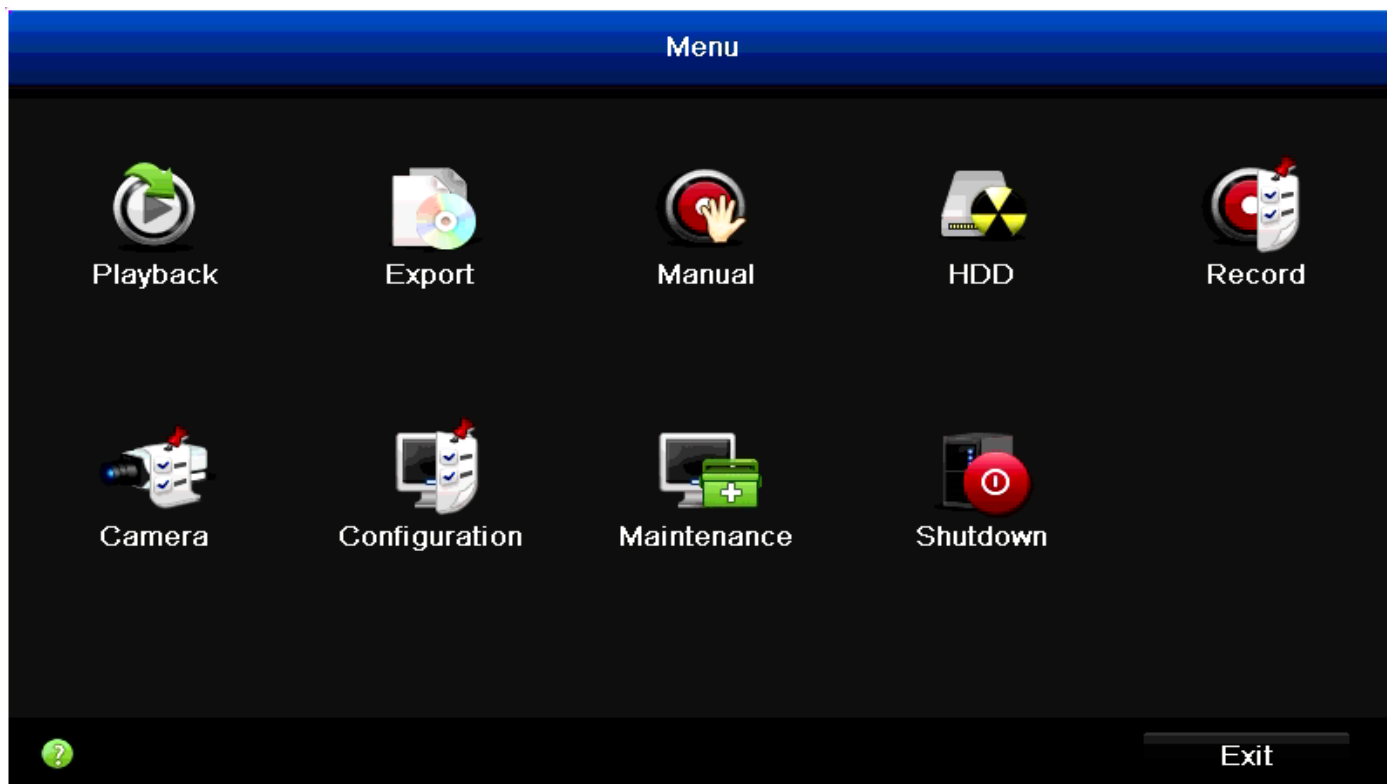 Menu
Playback Export Manual HDD Record
Camera Configuration Maintenance Shutdown
?
Exit